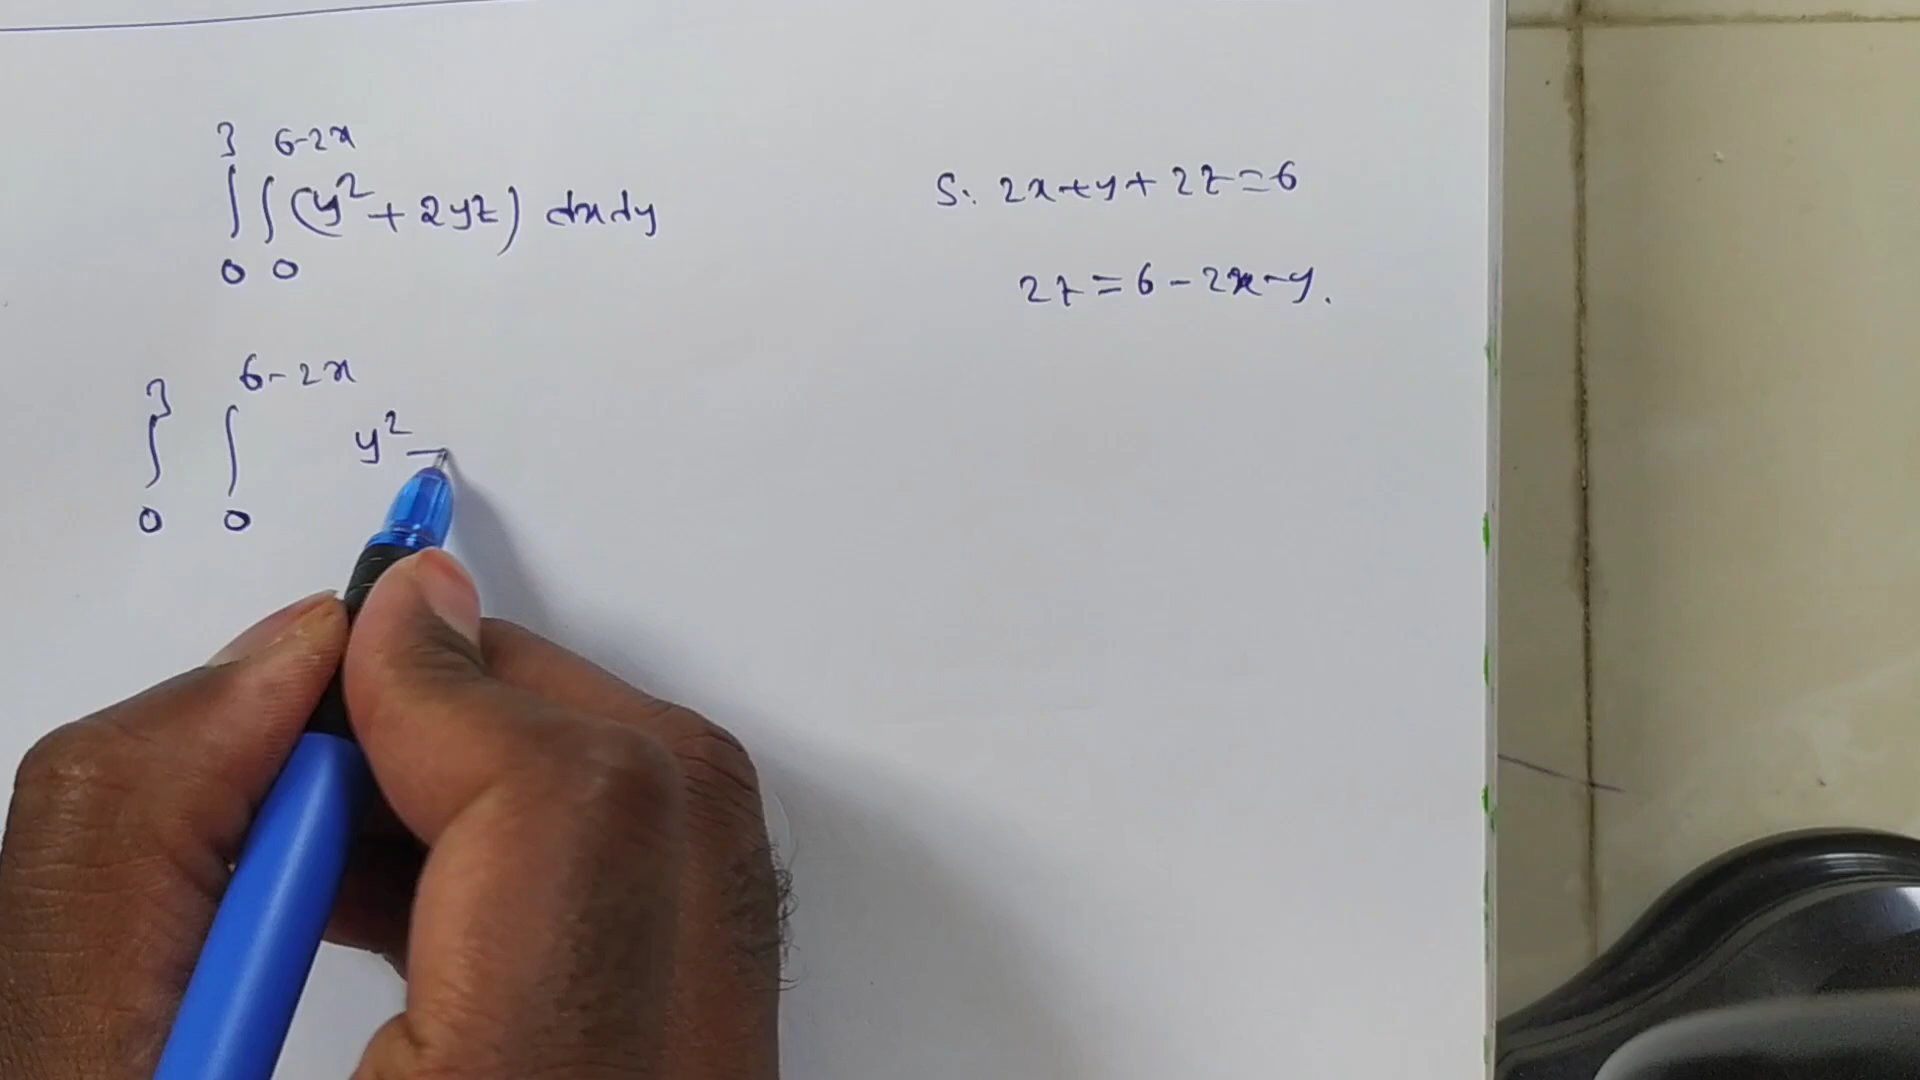 3 6-2x
∫∫(y²+2yz) dxdy
0 0
S: 2x+y+2z=6
2z=6-2x-y.
3 6-2x
∫ ∫ y² –
0 0